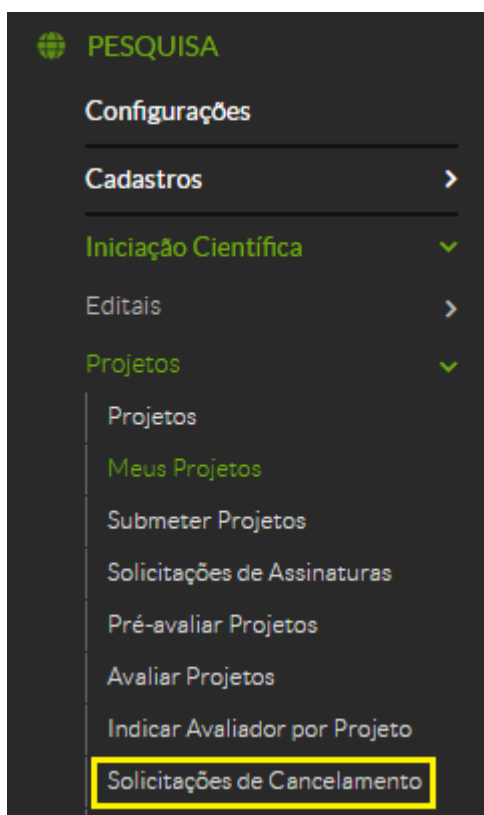 PESQUISA
Configurações
Cadastros
Iniciação Científica
Editais
Projetos
Projetos
Meus Projetos
Submeter Projetos
Solicitações de Assinaturas
Pré-avaliar Projetos
Avaliar Projetos
Indicar Avaliador por Projeto
Solicitações de Cancelamento